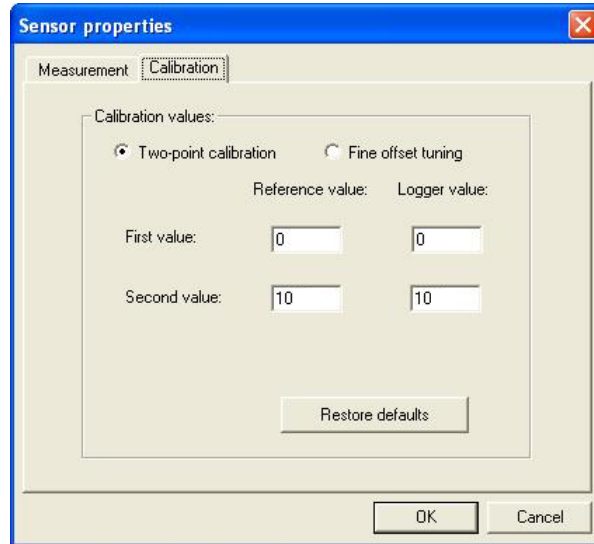 Sensor properties
Measurement Calibration
Calibration values:
Two-point calibration Fine offset tuning
Reference value: Logger value:
First value: 0 0
Second value: 10 10
Restore defaults
OK Cancel